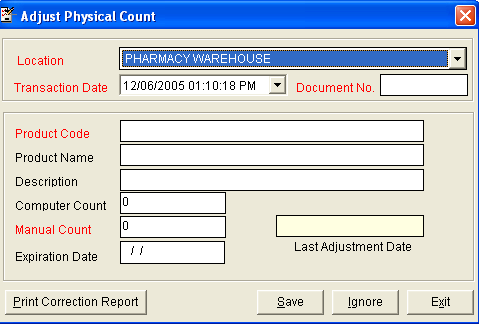 Adjust Physical Count
Location PHARMACY WAREHOUSE
Transaction Date 12/06/2005 01:10:18 PM Document No.
Product Code
Product Name
Description
Computer Count 0
Manual Count 0
Expiration Date / /
Last Adjustment Date
Print Correction Report Save Ignore Exit